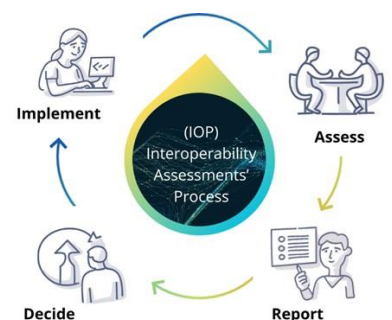 Implement
Assess
(IOP)
Interoperability
Assessments’
Process
Decide
Report